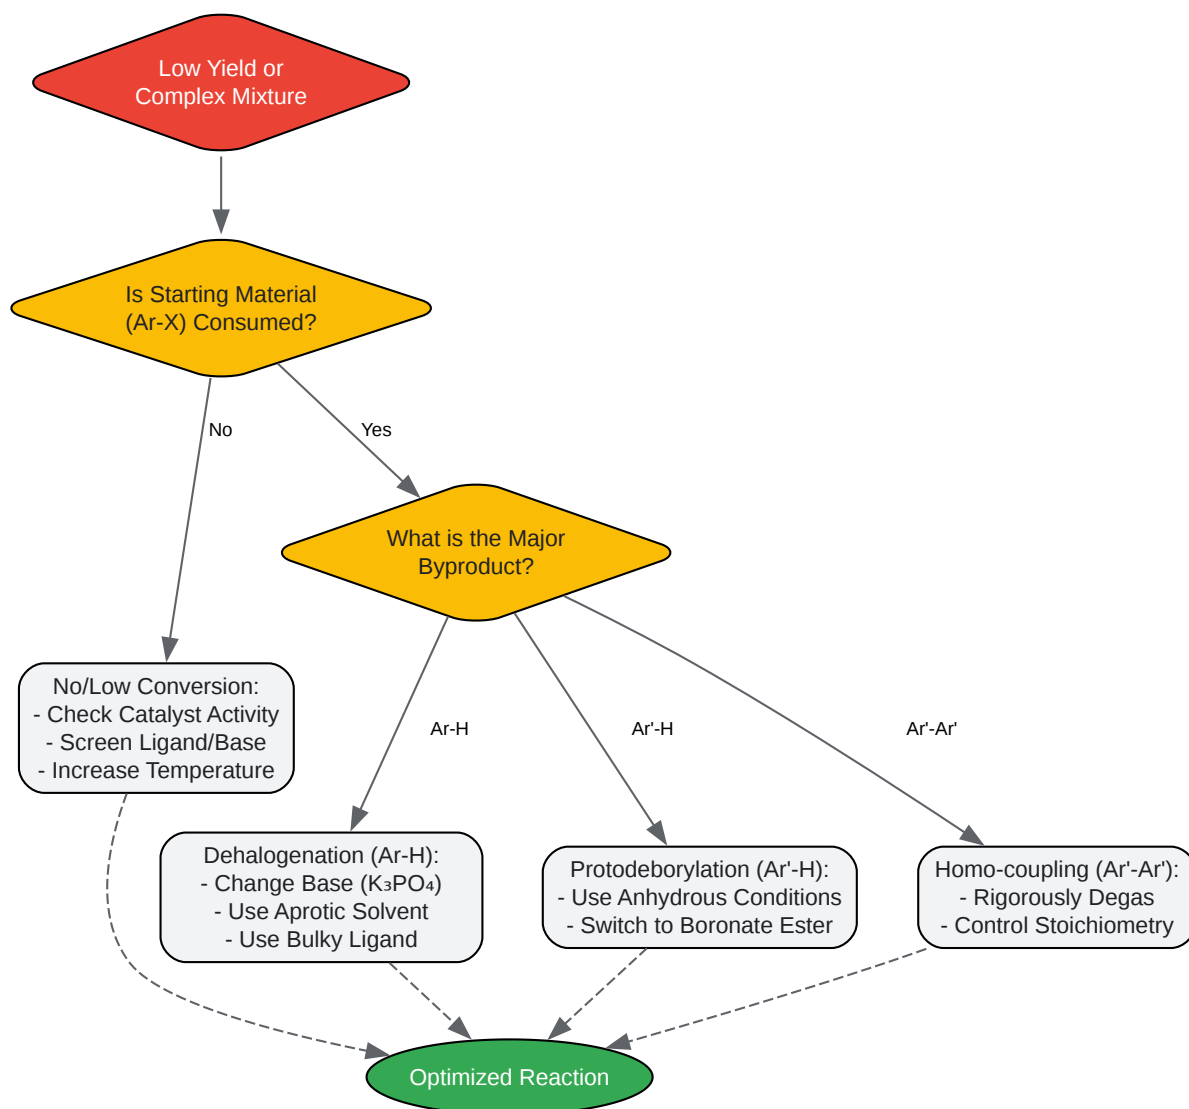 Low Yield or
Complex Mixture
Is Starting Material
(Ar-X) Consumed?
No
Yes
What is the Major
Byproduct?
No/Low Conversion:
- Check Catalyst Activity
- Screen Ligand/Base
- Increase Temperature
Ar-H
Ar'-H
Ar'-Ar'
Dehalogenation (Ar-H):
- Change Base (K₃PO₄)
- Use Aprotic Solvent
- Use Bulky Ligand
Protodeborylation (Ar'-H):
- Use Anhydrous Conditions
- Switch to Boronate Ester
Homo-coupling (Ar'-Ar'):
- Rigorously Degas
- Control Stoichiometry
Optimized Reaction